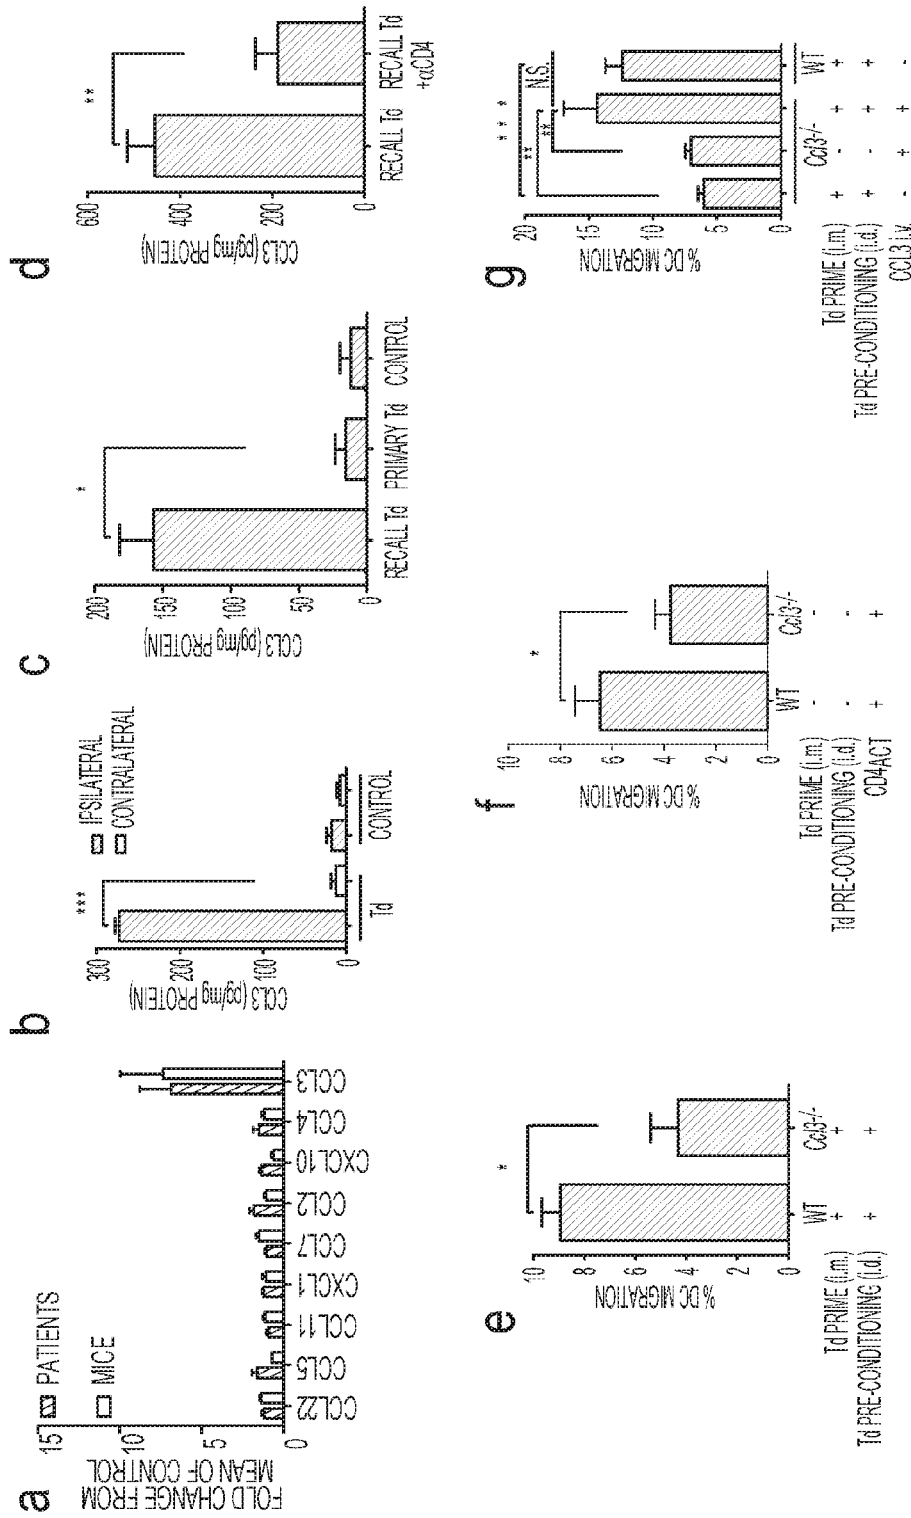 a
FOLD CHANGE FROM
MEAN OF CONTROL
15
10
5
0
PATIENTS
MICE
CCL22
CCL5
CCL11
CXCL1
CCL7
CCL2
CXCL10
CCL4
CCL3
b
CCL3 (pg/mg PROTEIN)
300
200
100
0
IPSILATERAL
CONTRALATERAL
***
Td
CONTROL
c
CCL3 (pg/mg PROTEIN)
200
150
100
50
0
*
RECALL Td
PRIMARY Td
CONTROL
d
CCL3 (pg/mg PROTEIN)
600
400
200
0
**
RECALL Td
RECALL Td
+αCD4
e
% DC MIGRATION
10
8
6
4
2
0
*
WT
Ccl3-/-
Td PRIME (i.m.) + +
Td PRE-CONDITIONING (i.d.) + +
f
% DC MIGRATION
10
8
6
4
2
0
*
WT
Ccl3-/-
Td PRIME (i.m.) - -
Td PRE-CONDITIONING (i.d.) - -
CD4ACT + +
g
% DC MIGRATION
20
15
10
5
0
***
**
**
N.S.
Ccl3-/-
WT
Td PRIME (i.m.) + - + +
Td PRE-CONDITIONING (i.d.) + - + +
CCL3 i.v. - + + -